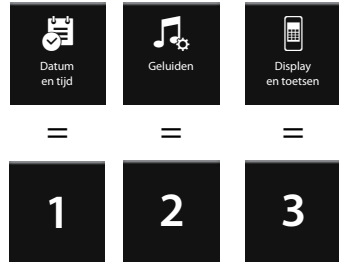 Datum en tijd
Geluiden
Display en toetsen
= = =
1 2 3